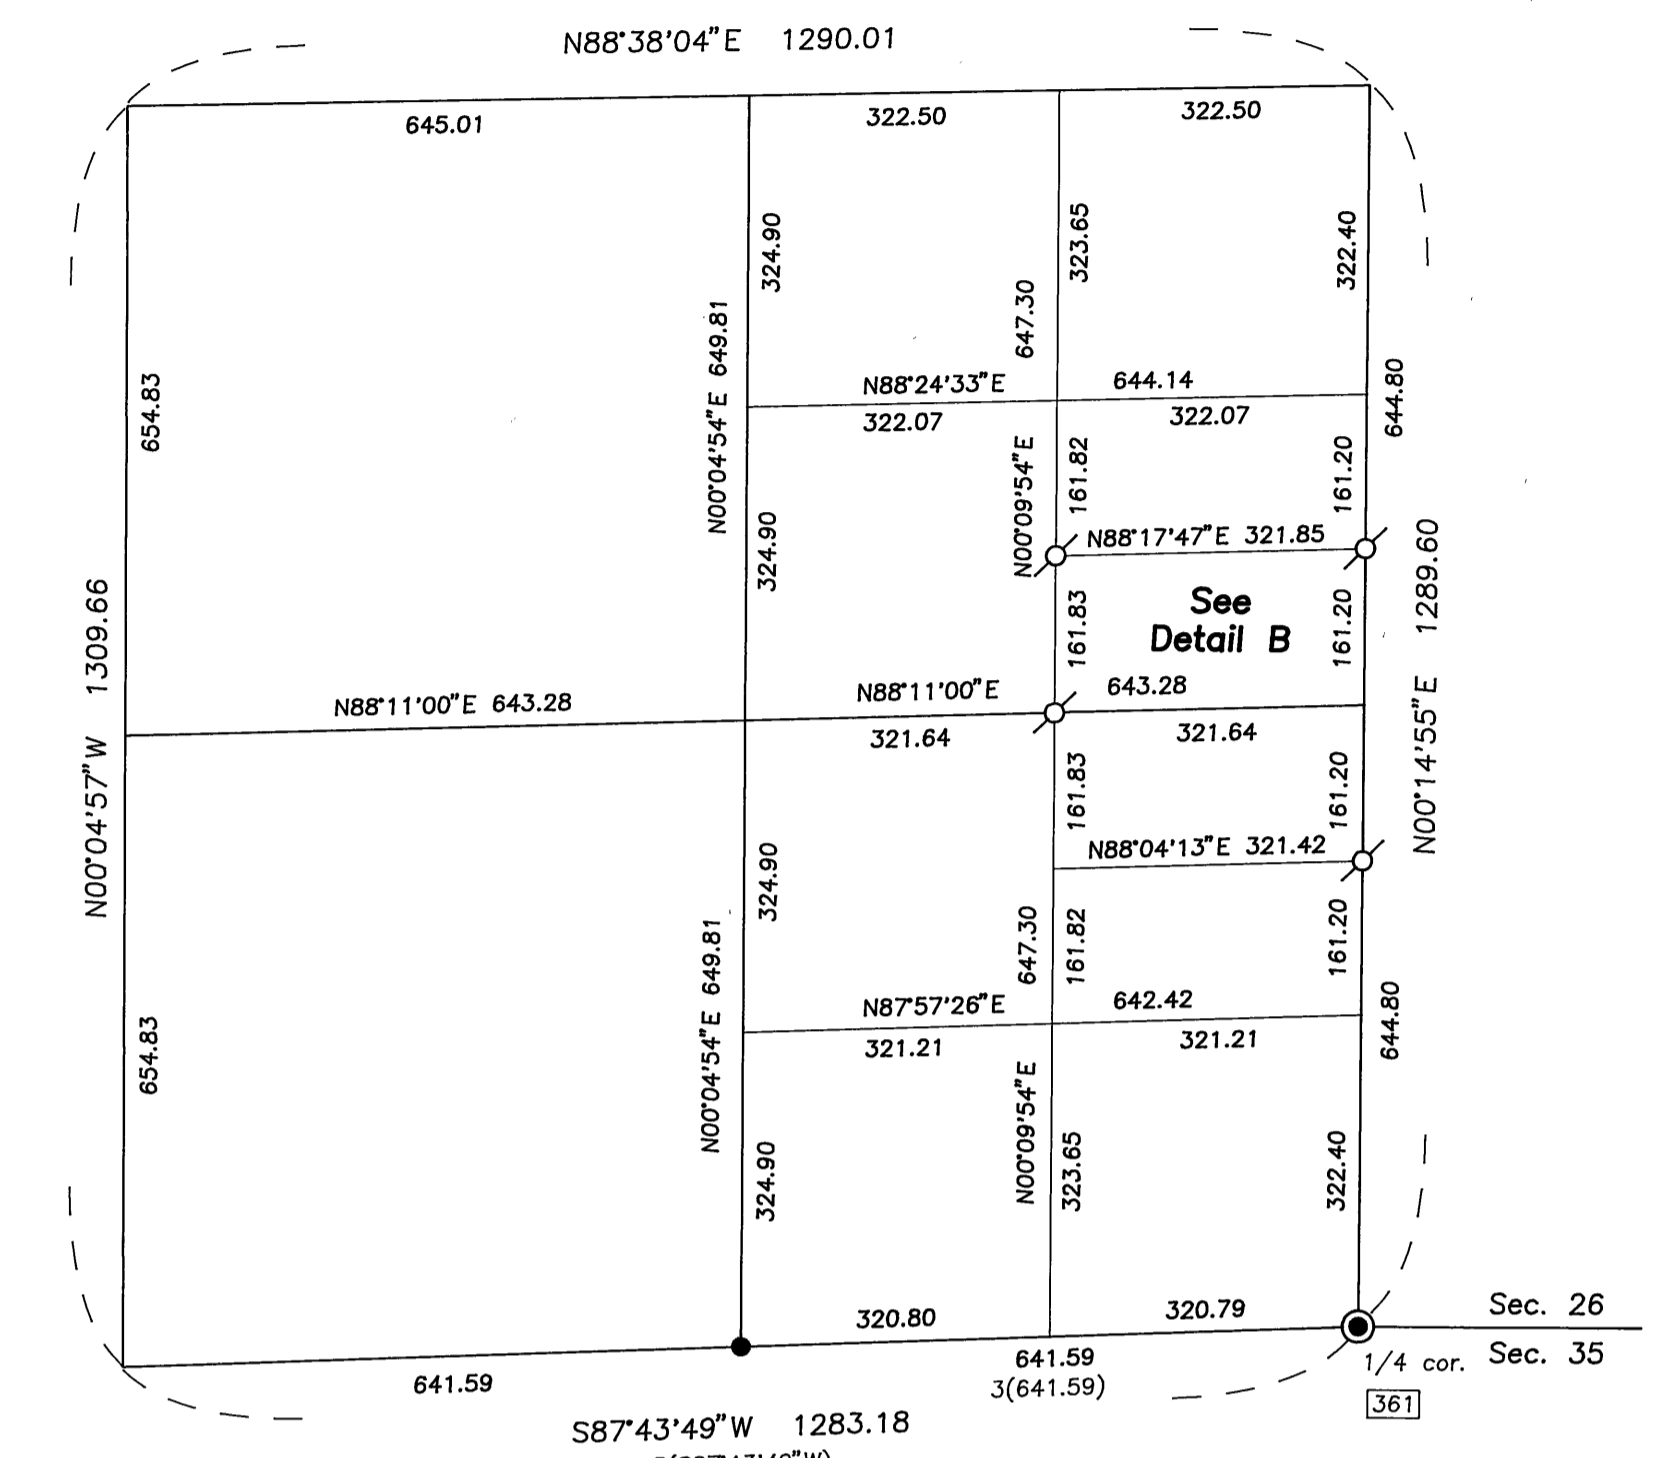 N88°38'04"E 1290.01
645.01
322.50
322.50
324.90
323.65
322.40
N00°04'54"E 649.81
647.30
654.83
N88°24'33"E 644.14
644.80
322.07
322.07
N00°09'54"E
161.82
161.20
324.90
N88°17'47"E 321.85
N00°04'57"W 1309.66
161.83
See
Detail B
161.20
N00°14'55"E 1289.60
N88°11'00"E 643.28
N88°11'00"E 643.28
321.64
321.64
161.83
161.20
324.90
N88°04'13"E 321.42
N00°04'54"E 649.81
647.30
161.82
161.20
N87°57'26"E 642.42
644.80
321.21
321.21
654.83
N00°09'54"E
324.90
323.65
322.40
320.80
320.79
Sec. 26
641.59
641.59
3(641.59)
1/4 cor. Sec. 35
361
S87°43'49"W 1283.18